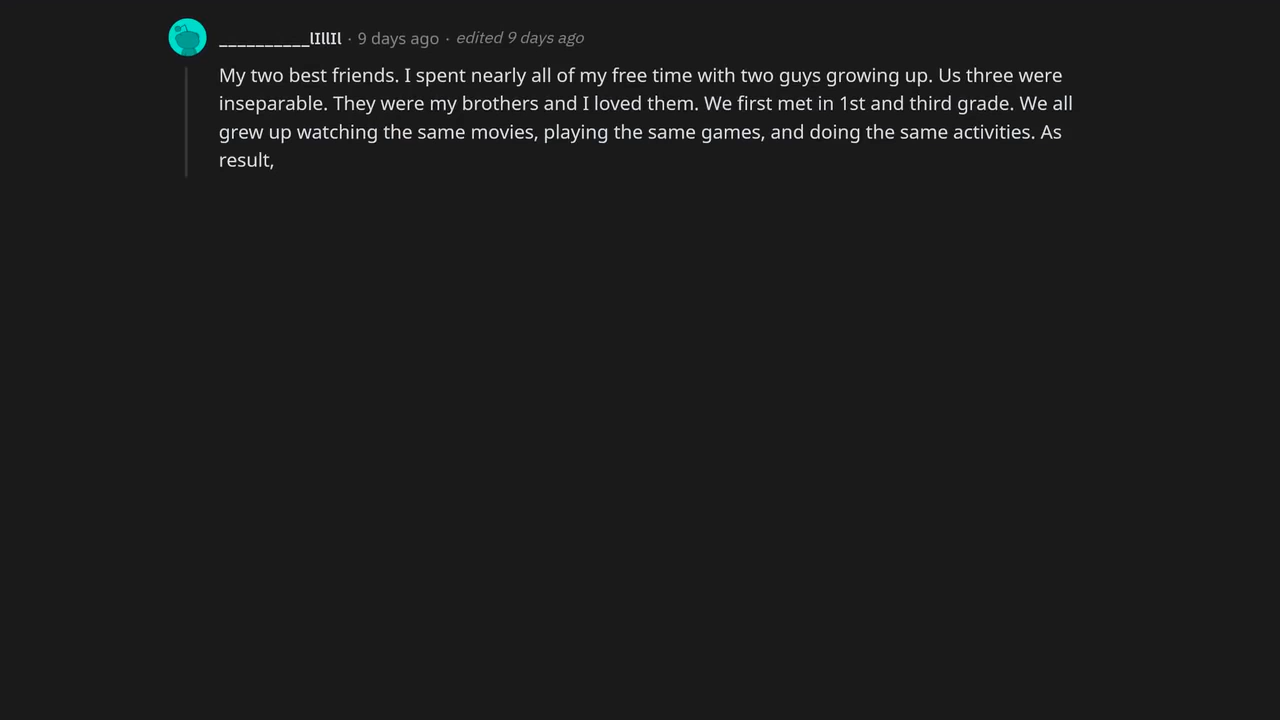 __________lIllIl · 9 days ago · edited 9 days ago
My two best friends. I spent nearly all of my free time with two guys growing up. Us three were
inseparable. They were my brothers and I loved them. We first met in 1st and third grade. We all
grew up watching the same movies, playing the same games, and doing the same activities. As
result,